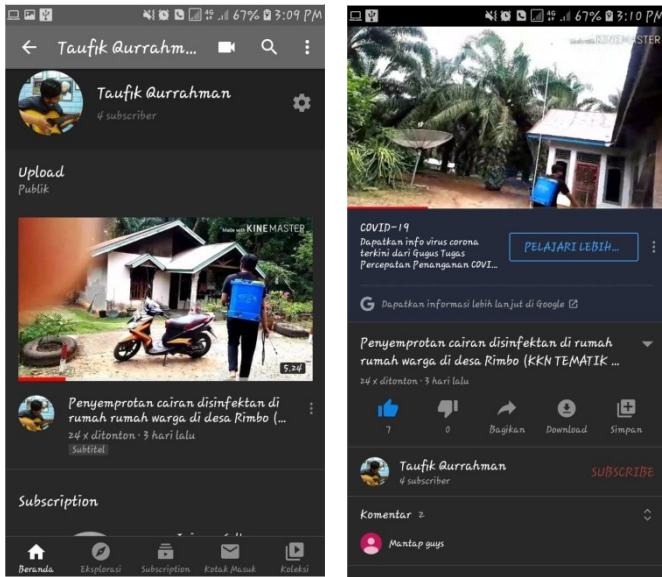 67% 3:09 PM
Taufik Qurrahm...
Taufik Qurrahman
4 subscriber
Upload
Publik
Made with KINEMASTER
5.24
Penyemprotan cairan disinfektan di
rumah rumah warga di desa Rimbo (...
24 x ditonton · 3 hari lalu
Subtitel
Subscription
Beranda
Eksplorasi
Subscription
Kotak Masuk
Koleksi
67% 3:10 PM
KINEMASTER
COVID-19
Dapatkan info virus corona
terkini dari Gugus Tugas
Percepatan Penanganan COVI...
PELAJARI LEBIH...
G Dapatkan informasi lebih lanjut di Google
Penyemprotan cairan disinfektan di rumah
rumah warga di desa Rimbo (KKN TEMATIK ...
24 x ditonton · 3 hari lalu
7
0
Bagikan
Download
Simpan
Taufik Qurrahman
4 subscriber
SUBSCRIBE
Komentar 2
Mantap guys